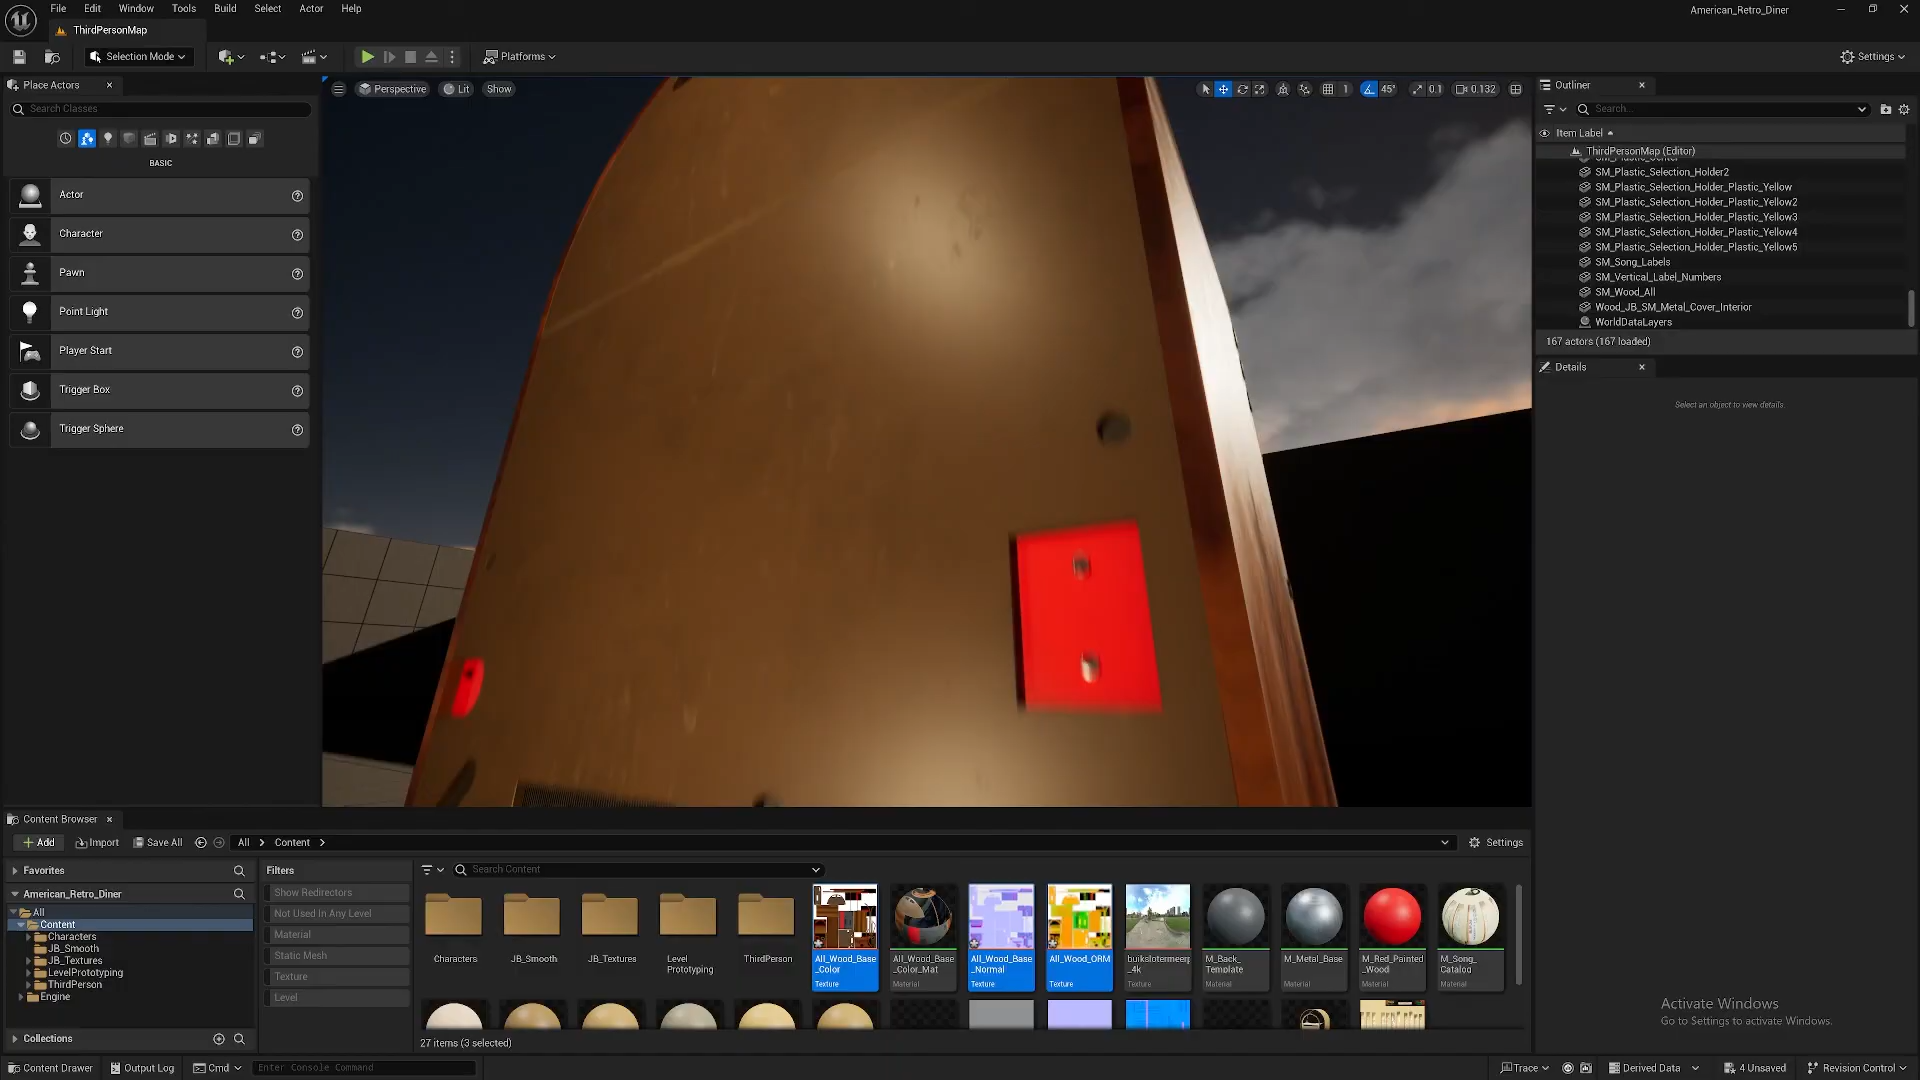 File Edit Window Tools Build Select Actor Help
American_Retro_Diner
ThirdPersonMap
Selection Mode
Platforms
Settings
Place Actors
Search Classes
BASIC
Actor
Character
Pawn
Point Light
Player Start
Trigger Box
Trigger Sphere
Perspective Lit Show
1 45° 0.1 0.132
Outliner
Search...
Item Label
ThirdPersonMap (Editor)
SM_Plastic_Center
SM_Plastic_Selection_Holder2
SM_Plastic_Selection_Holder_Plastic_Yellow
SM_Plastic_Selection_Holder_Plastic_Yellow2
SM_Plastic_Selection_Holder_Plastic_Yellow3
SM_Plastic_Selection_Holder_Plastic_Yellow4
SM_Plastic_Selection_Holder_Plastic_Yellow5
SM_Song_Labels
SM_Vertical_Label_Numbers
SM_Wood_All
Wood_JB_SM_Metal_Cover_Interior
WorldDataLayers
167 actors (167 loaded)
Details
Select an object to view details.
Content Browser
Add Import Save All All Content
Settings
Favorites
American_Retro_Diner
All
Content
Characters
JB_Smooth
JB_Textures
LevelPrototyping
ThirdPerson
Engine
Collections
Filters
Show Redirectors
Not Used In Any Level
Material
Static Mesh
Texture
Level
Search Content
Characters
JB_Smooth
JB_Textures
Level
Prototyping
ThirdPerson
All_Wood_Base
_Color
Texture
All_Wood_Base_
Color_Mat
Material
All_Wood_Base
_Normal
Texture
All_Wood_ORM
Texture
buikslotermeerp
_4k
Texture
M_Back_
Template
Material
M_Metal_Base
Material
M_Red_Painted
_Wood
Material
M_Song_
Catalog
Material
27 items (3 selected)
Activate Windows
Go to Settings to activate Windows.
Content Drawer Output Log Cmd Enter Console Command
Trace Derived Data 4 Unsaved Revision Control